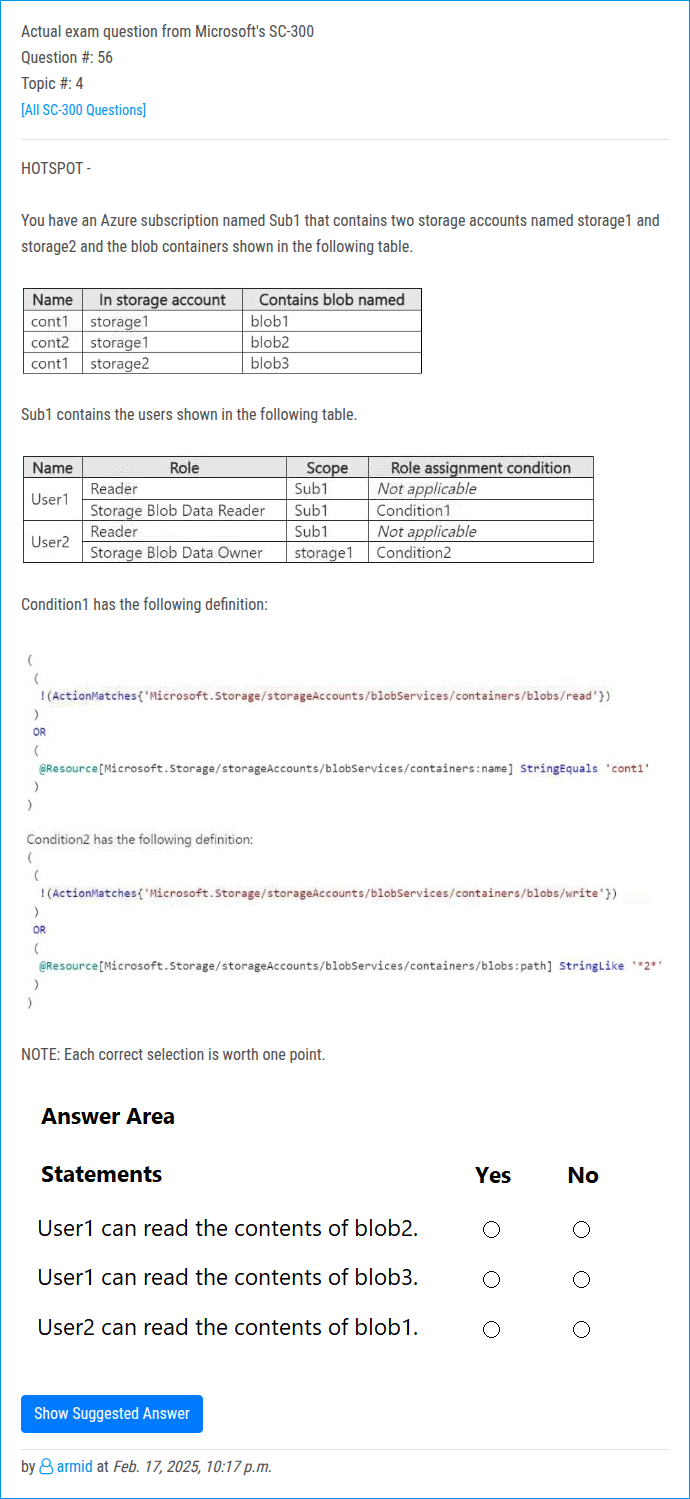 Actual exam question from Microsoft's SC-300
Question #: 56
Topic #: 4
[All SC-300 Questions]
HOTSPOT -
You have an Azure subscription named Sub1 that contains two storage accounts named storage1 and
storage2 and the blob containers shown in the following table.
Name In storage account Contains blob named
cont1 storage1 blob1
cont2 storage1 blob2
cont1 storage2 blob3
Sub1 contains the users shown in the following table.
Name Role Scope Role assignment condition
User1 Reader Sub1 Not applicable
Storage Blob Data Reader Sub1 Condition1
User2 Reader Sub1 Not applicable
Storage Blob Data Owner storage1 Condition2
Condition1 has the following definition:
(
(
!(ActionMatches{'Microsoft.Storage/storageAccounts/blobServices/containers/blobs/read'})
)
OR
(
@Resource[Microsoft.Storage/storageAccounts/blobServices/containers:name] StringEquals 'cont1'
)
)
Condition2 has the following definition:
(
(
!(ActionMatches{'Microsoft.Storage/storageAccounts/blobServices/containers/blobs/write'})
)
OR
(
@Resource[Microsoft.Storage/storageAccounts/blobServices/containers/blobs:path] StringLike '*2*'
)
)
NOTE: Each correct selection is worth one point.
Answer Area
Statements Yes No
User1 can read the contents of blob2.
User1 can read the contents of blob3.
User2 can read the contents of blob1.
Show Suggested Answer
by armid at Feb. 17, 2025, 10:17 p.m.